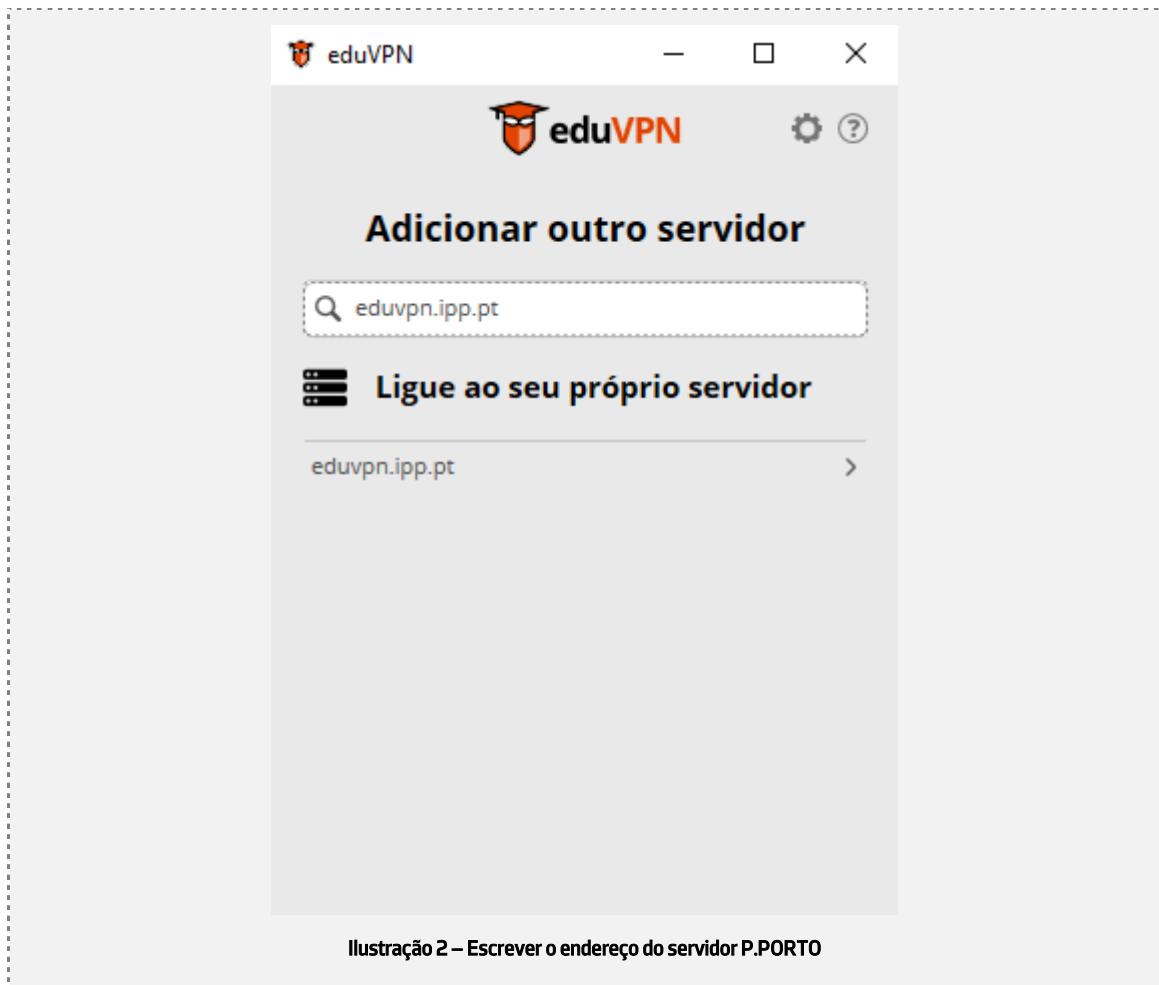 eduVPN
eduVPN
Adicionar outro servidor
eduvpn.ipp.pt
Ligue ao seu próprio servidor
eduvpn.ipp.pt
Ilustração 2 – Escrever o endereço do servidor P.PORTO